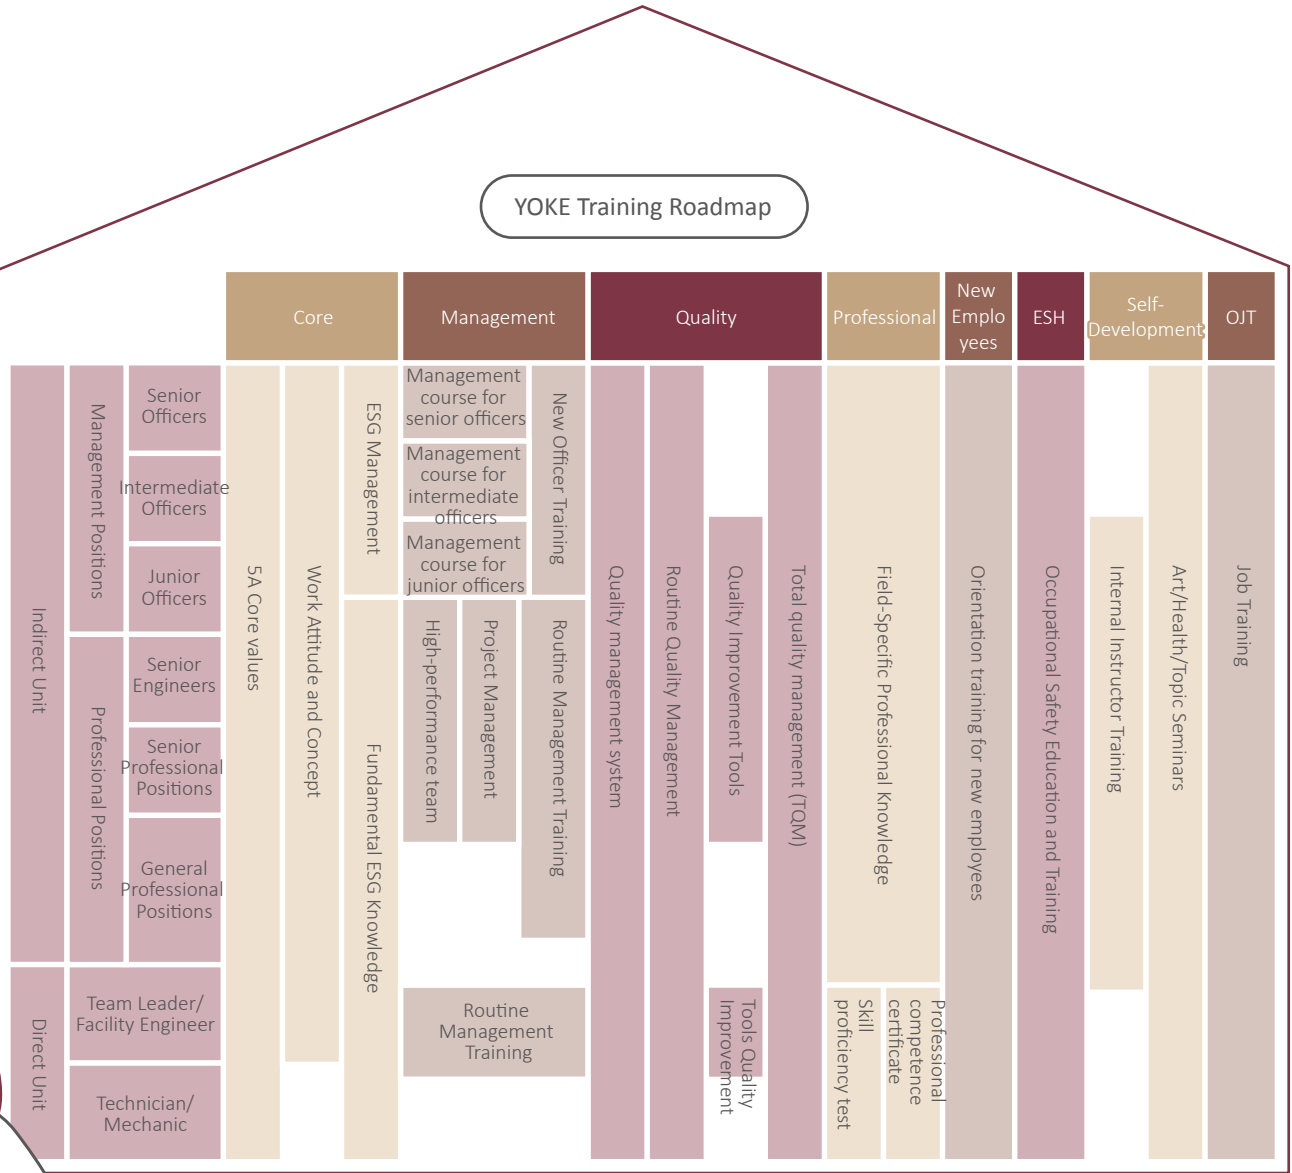 YOKE Training Roadmap
Core
Management
Quality
Professional
New
Emplo
yees
ESH
Self-
Development
OJT
Indirect Unit
Direct Unit
Management Positions
Professional Positions
Senior
Officers
Intermediate
Officers
Junior
Officers
Senior
Engineers
Senior
Professional
Positions
General
Professional
Positions
Team Leader/
Facility Engineer
Technician/
Mechanic
5A Core values
Work Attitude and Concept
ESG Management
Fundamental ESG Knowledge
Management
course for
senior officers
Management
course for
intermediate
officers
Management
course for
junior officers
New Officer Training
High-performance team
Project Management
Routine Management Training
Routine
Management
Training
Quality management system
Routine Quality Management
Quality Improvement Tools
Tools Quality
Improvement
Total quality management (TQM)
Field-Specific Professional Knowledge
Skill
proficiency test
Professional
competence
certificate
Orientation training for new employees
Occupational Safety Education and Training
Internal Instructor Training
Art/Health/Topic Seminars
Job Training